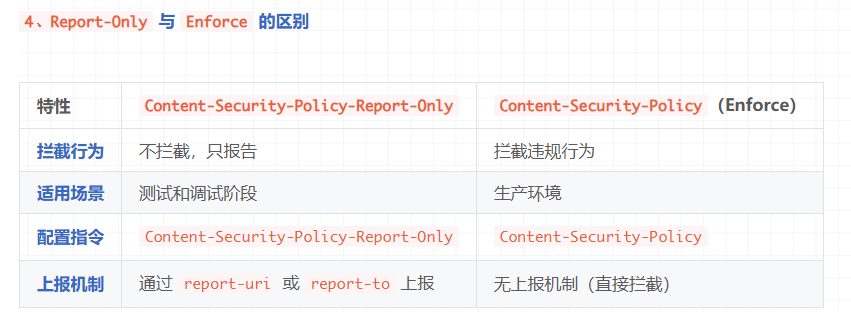 4、Report-Only 与 Enforce 的区别
特性 Content-Security-Policy-Report-Only Content-Security-Policy（Enforce）
拦截行为 不拦截，只报告 拦截违规行为
适用场景 测试和调试阶段 生产环境
配置指令 Content-Security-Policy-Report-Only Content-Security-Policy
上报机制 通过 report-uri 或 report-to 上报 无上报机制（直接拦截）